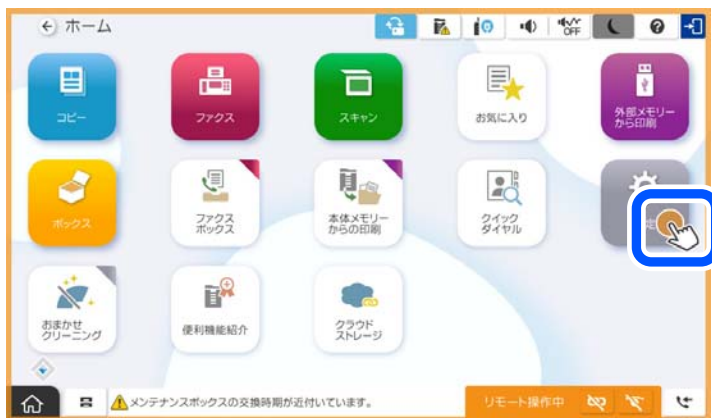 ホーム
OFF
コピー
ファクス
スキャン
お気に入り
外部メモリー
から印刷
ボックス
ファクス
ボックス
本体メモリー
からの印刷
クイック
ダイヤル
定
おまかせ
クリーニング
便利機能紹介
クラウド
ストレージ
メンテナンスボックスの交換時期が近付いています。
リモート操作中